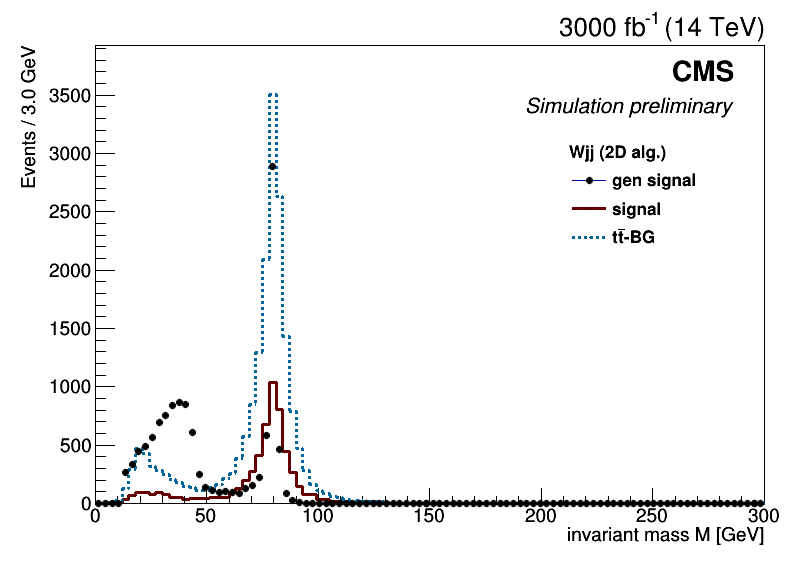 3000 fb⁻¹ (14 TeV)
CMS
Simulation preliminary
Wjj (2D alg.)
gen signal
signal
tt̄-BG
Events / 3.0 GeV
3500
3000
2500
2000
1500
1000
500
0
0 50 100 150 200 250 300
invariant mass M [GeV]